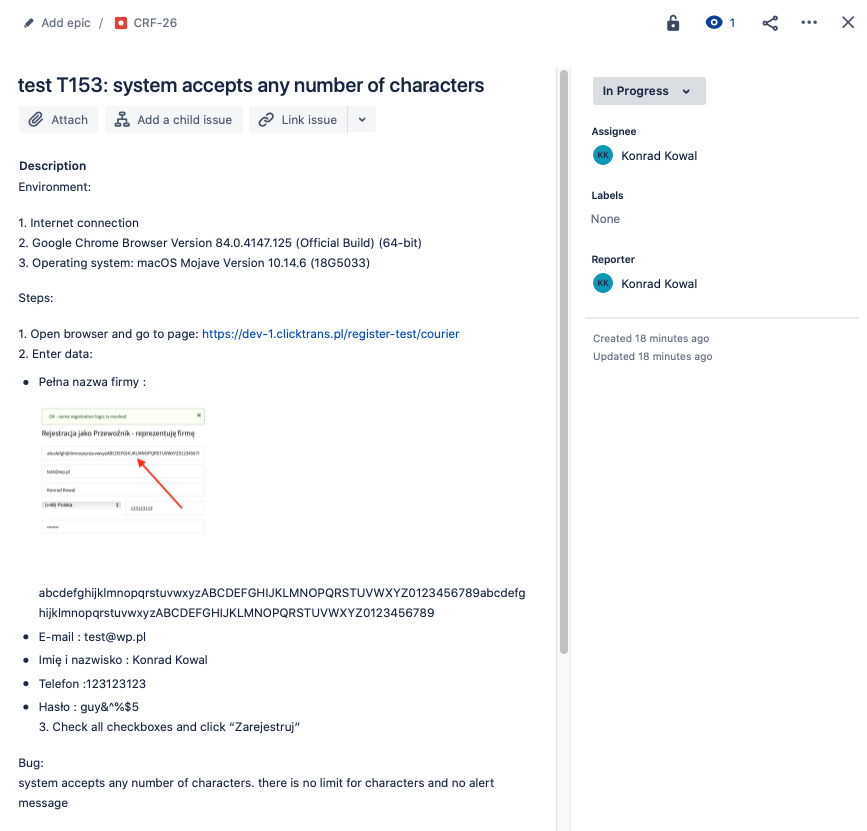 Add epic / CRF-26
1
test T153: system accepts any number of characters
Attach
Add a child issue
Link issue
Description
Environment:
1. Internet connection
2. Google Chrome Browser Version 84.0.4147.125 (Official Build) (64-bit)
3. Operating system: macOS Mojave Version 10.14.6 (18G5033)
Steps:
1. Open browser and go to page: https://dev-1.clicktrans.pl/register-test/courier
2. Enter data:
• Pełna nazwa firmy :
OK - some registration logic is mocked
Rejestracja jako Przewoźnik - reprezentuję firmę
abcdefghijklmnopqrstuvwxyzABCDEFGHIJKLMNOPQRSTUVWXYZ01234567
test@wp.pl
Konrad Kowal
(+48) Polska
123123123
abcdefghijklmnopqrstuvwxyzABCDEFGHIJKLMNOPQRSTUVWXYZ0123456789abcdefg
hijklmnopqrstuvwxyzABCDEFGHIJKLMNOPQRSTUVWXYZ0123456789
• E-mail : test@wp.pl
• Imię i nazwisko : Konrad Kowal
• Telefon :123123123
• Hasło : guy&^%$5
3. Check all checkboxes and click “Zarejestruj”
Bug:
system accepts any number of characters. there is no limit for characters and no alert
message
In Progress
Assignee
KK Konrad Kowal
Labels
None
Reporter
KK Konrad Kowal
Created 18 minutes ago
Updated 18 minutes ago